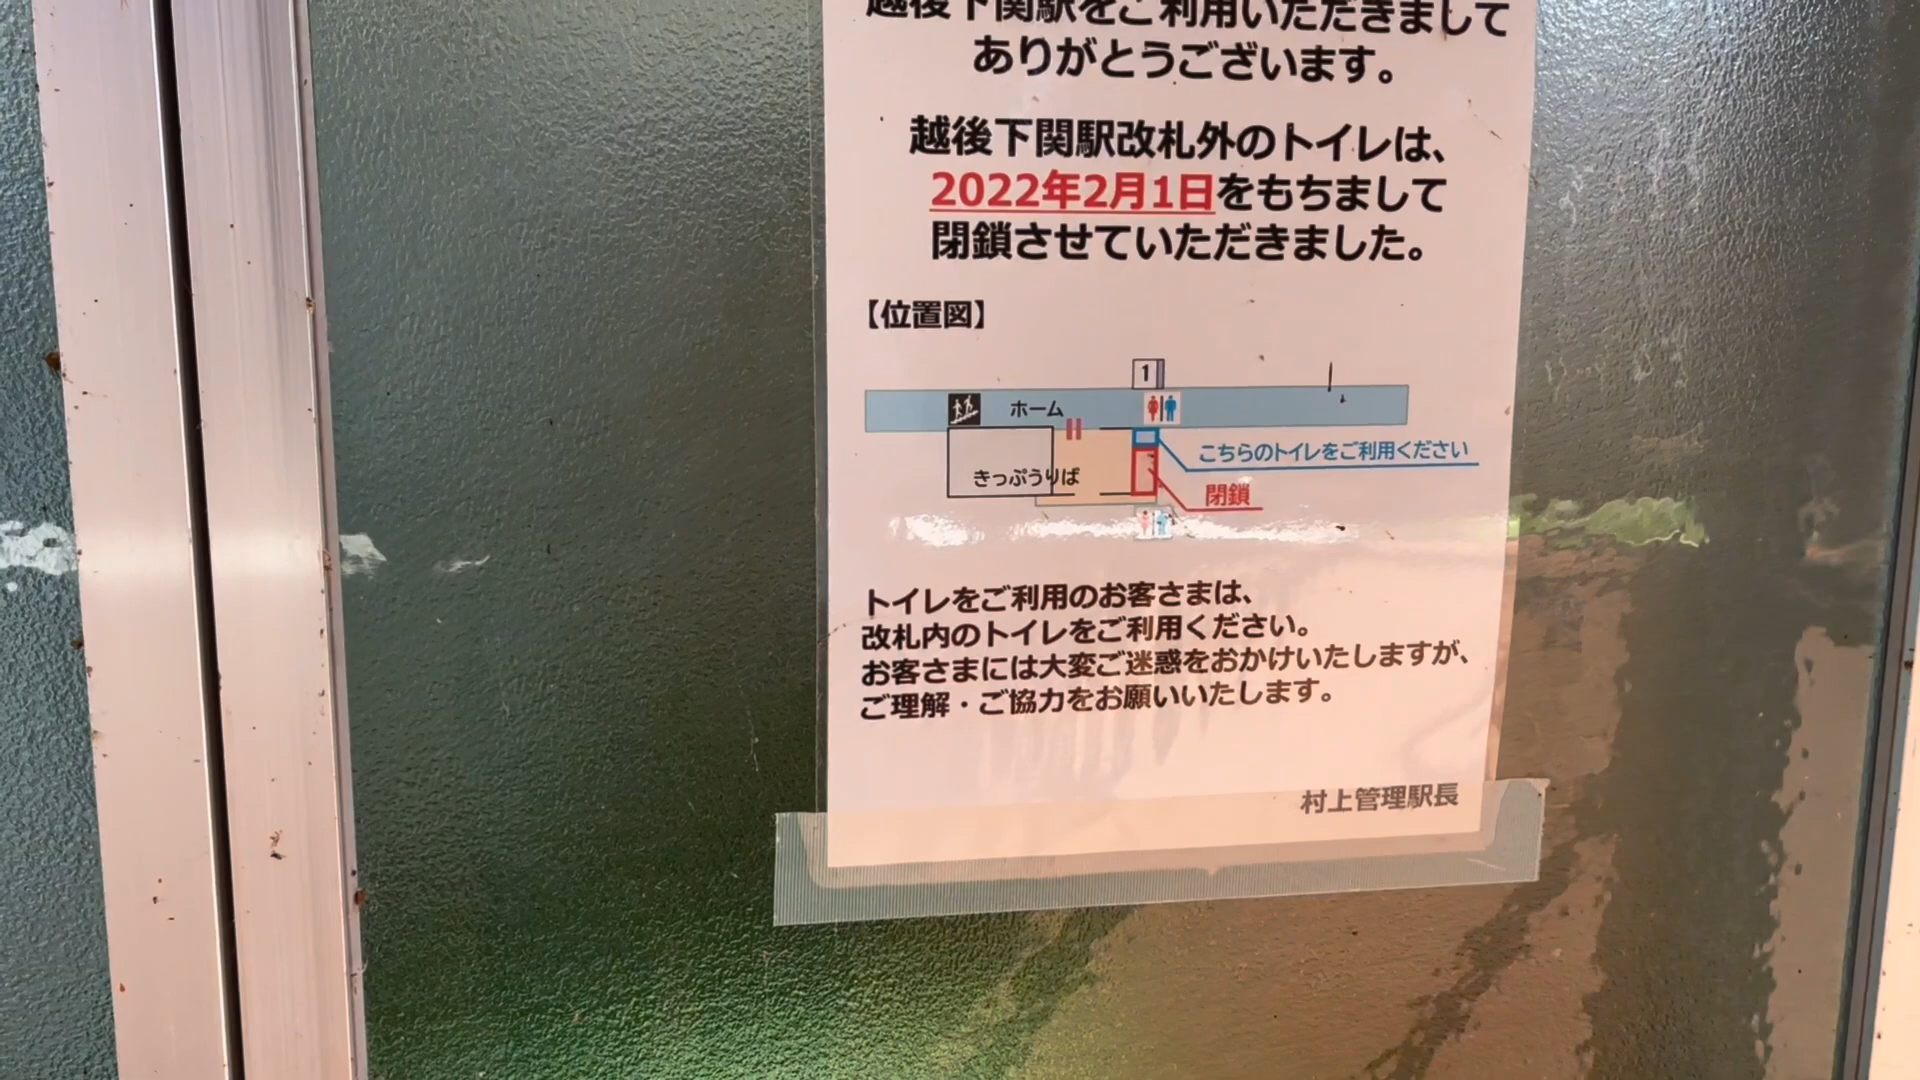 越後下関駅をご利用いただきまして
ありがとうございます。
越後下関駅改札外のトイレは、
2022年2月1日をもちまして
閉鎖させていただきました。
【位置図】
1
ホーム
こちらのトイレをご利用ください
きっぷうりば
閉鎖
トイレをご利用のお客さまは、
改札内のトイレをご利用ください。
お客さまには大変ご迷惑をおかけいたしますが、
ご理解・ご協力をお願いいたします。
村上管理駅長